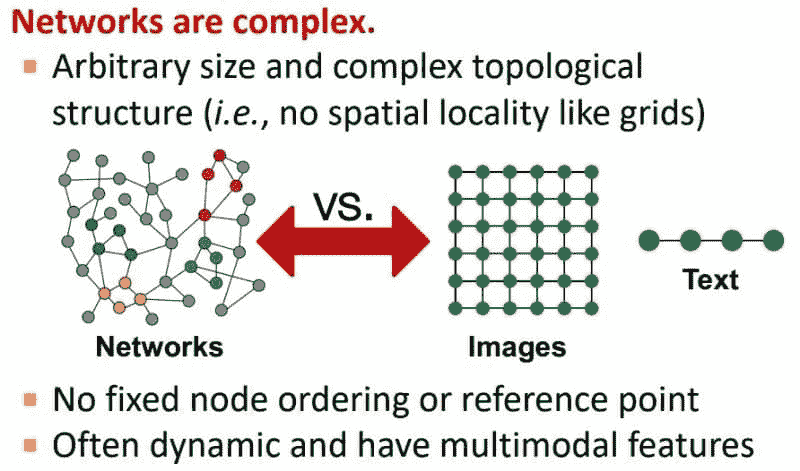 Networks are complex.
Arbitrary size and complex topological
structure (i.e., no spatial locality like grids)
vs.
Text
Networks
Images
No fixed node ordering or reference point
Often dynamic and have multimodal features